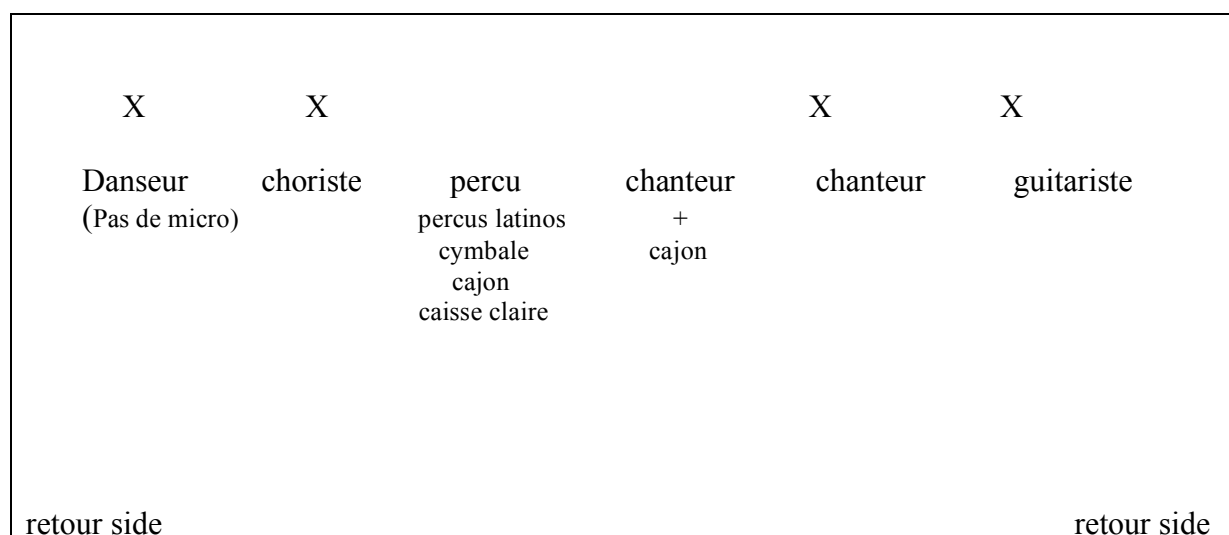 X X X X
Danseur choriste percu chanteur chanteur guitariste
(Pas de micro) percus latinos +
cymbale cajon
cajon
caisse claire
retour side retour side